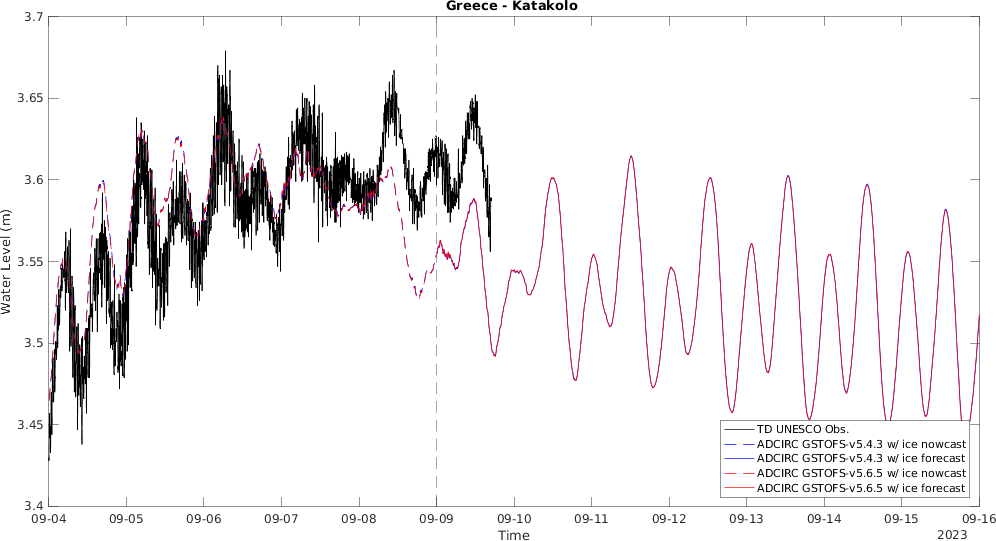 Greece - Katakolo
3.7
3.65
3.6
3.55
3.5
3.45
3.4
Water Level (m)
TD UNESCO Obs.
ADCIRC GSTOFS-v5.4.3 w/ ice nowcast
ADCIRC GSTOFS-v5.4.3 w/ ice forecast
ADCIRC GSTOFS-v5.6.5 w/ ice nowcast
ADCIRC GSTOFS-v5.6.5 w/ ice forecast
09-04 09-05 09-06 09-07 09-08 09-09 09-10 09-11 09-12 09-13 09-14 09-15 09-16
Time
2023